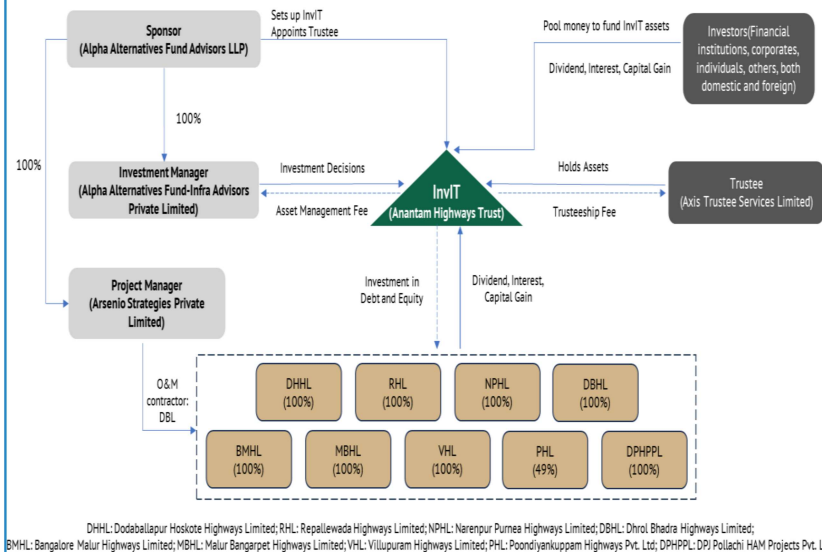 Sponsor
(Alpha Alternatives Fund Advisors LLP)
Sets up InvIT
Appoints Trustee
Pool money to fund InvIT assets
Dividend, Interest, Capital Gain
Investors(Financial
institutions, corporates,
individuals, others, both
domestic and foreign)
100%
100%
Investment Manager
(Alpha Alternatives Fund-Infra Advisors
Private Limited)
Investment Decisions
Asset Management Fee
InvIT
(Anantam Highways Trust)
Holds Assets
Trusteeship Fee
Trustee
(Axis Trustee Services Limited)
Project Manager
(Arsenio Strategies Private
Limited)
Investment in
Debt and Equity
Dividend, Interest,
Capital Gain
O&M
contractor:
DBL
DHHL
(100%)
RHL
(100%)
NPHL
(100%)
DBHL
(100%)
BMHL
(100%)
MBHL
(100%)
VHL
(100%)
PHL
(49%)
DPHPPL
(100%)
DHHL: Dodaballapur Hoskote Highways Limited; RHL: Repallewada Highways Limited; NPHL: Narenpur Purnea Highways Limited; DBHL: Dhrol Bhadra Highways Limited;
BMHL: Bangalore Malur Highways Limited; MBHL: Malur Bangarpet Highways Limited; VHL: Villupuram Highways Limited; PHL: Poondiyankuppam Highways Pvt. Ltd; DPHPPL: DPJ Pollachi HAM Projects Pvt. L